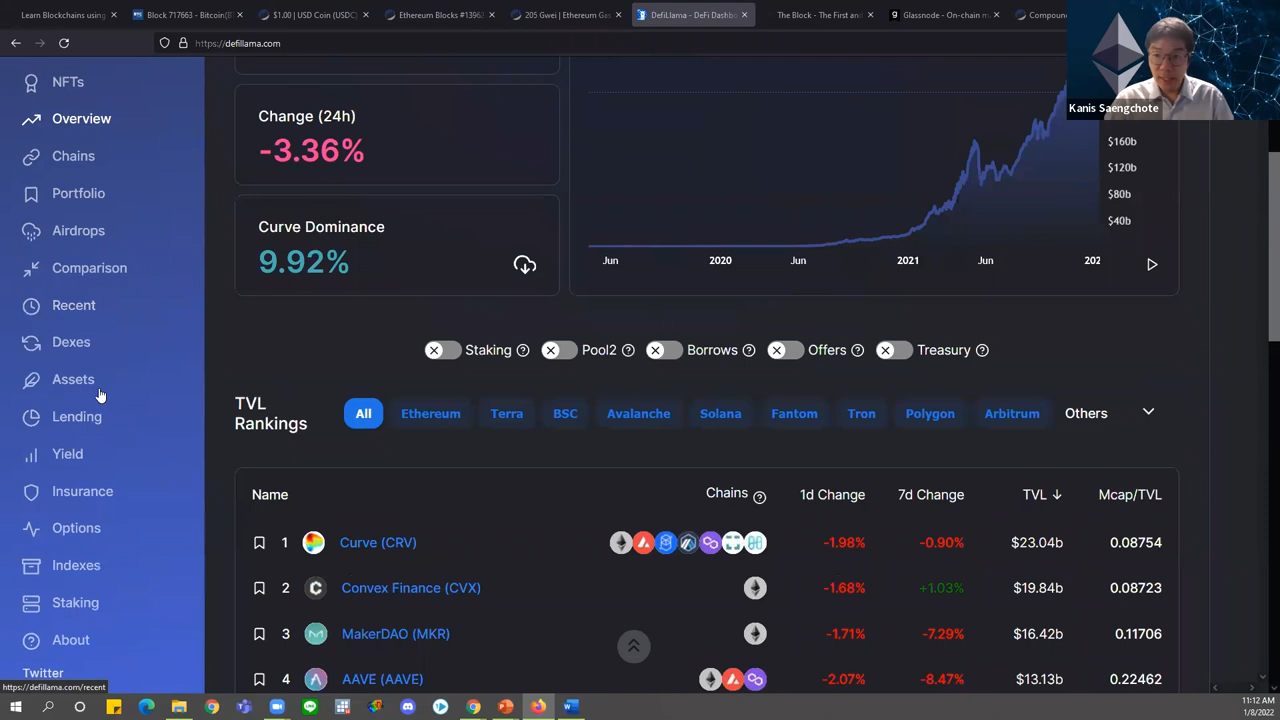 Learn Blockchains using
Block 717663 - Bitcoin(BT
$1.00 | USD Coin (USDC)
Ethereum Blocks #1396
205 Gwei | Ethereum Gas
DefiLlama - DeFi Dashbo
The Block - The First and
Glassnode - On-chain m
Compoun
https://defillama.com
Kanis Saengchote
NFTs
Overview
Chains
Portfolio
Airdrops
Comparison
Recent
Dexes
Assets
Lending
Yield
Insurance
Options
Indexes
Staking
About
Twitter
https://defillama.com/recent
Change (24h)
-3.36%
Curve Dominance
9.92%
$160b
$120b
$80b
$40b
Jun 2020 Jun 2021 Jun 202
Staking Pool2 Borrows Offers Treasury
TVL Rankings
All Ethereum Terra BSC Avalanche Solana Fantom Tron Polygon Arbitrum Others
Name Chains 1d Change 7d Change TVL Mcap/TVL
1 Curve (CRV) -1.98% -0.90% $23.04b 0.08754
2 Convex Finance (CVX) -1.68% +1.03% $19.84b 0.08723
3 MakerDAO (MKR) -1.71% -7.29% $16.42b 0.11706
4 AAVE (AAVE) -2.07% -8.47% $13.13b 0.22462
11:12 AM
1/8/2022